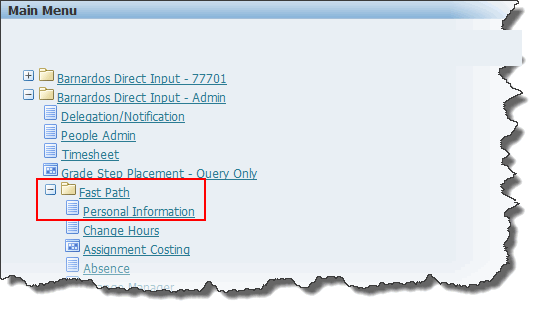 Main Menu
Barnardos Direct Input - 77701
Barnardos Direct Input - Admin
Delegation/Notification
People Admin
Timesheet
Grade Step Placement - Query Only
Fast Path
Personal Information
Change Hours
Assignment Costing
Absence
Manager